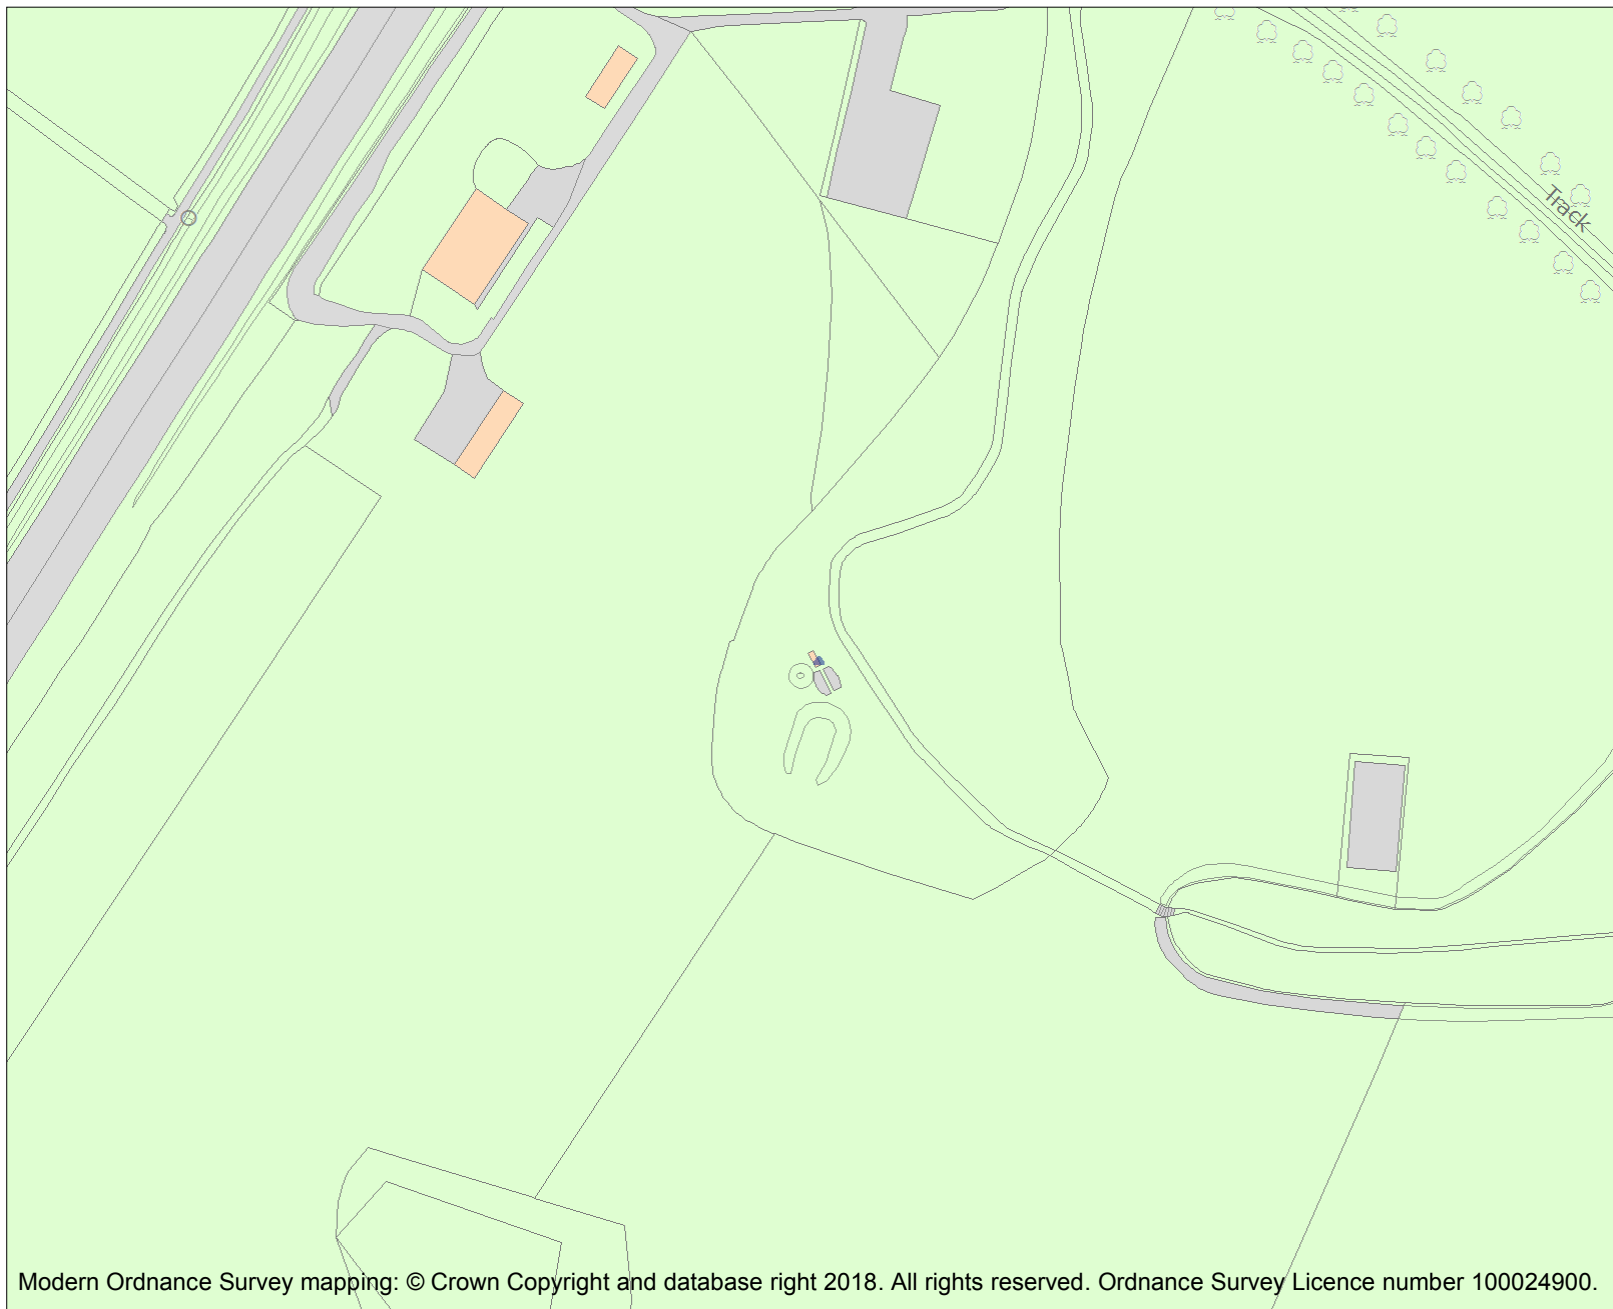 Track
Modern Ordnance Survey mapping: © Crown Copyright and database right 2018. All rights reserved. Ordnance Survey Licence number 100024900.